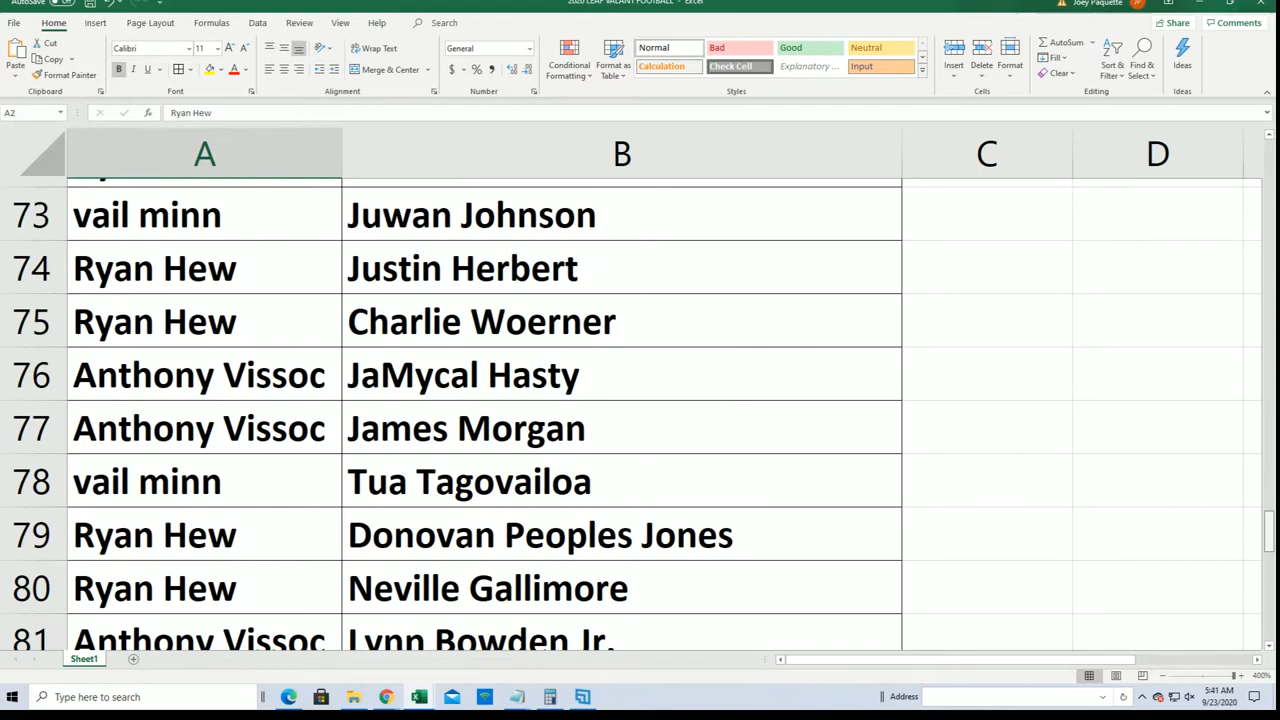 AutoSave
2020 LEAF VALIANT FOOTBALL - Excel
Joey Paquette
File Home Insert Page Layout Formulas Data Review View Help Search Share Comments
Paste Cut Copy Format Painter Clipboard
Calibri 11 B I U Font
Wrap Text Merge & Center Alignment
General $ % , Number
Conditional Formatting Format as Table
Normal Bad Good Neutral
Calculation Check Cell Explanatory ... Input
Styles
Insert Delete Format Cells
AutoSum Fill Clear Sort & Filter Find & Select Editing
Ideas Ideas
A2 fx Ryan Hew
A B C D
73 vail minn Juwan Johnson
74 Ryan Hew Justin Herbert
75 Ryan Hew Charlie Woerner
76 Anthony Vissoc JaMycal Hasty
77 Anthony Vissoc James Morgan
78 vail minn Tua Tagovailoa
79 Ryan Hew Donovan Peoples Jones
80 Ryan Hew Neville Gallimore
81 Anthony Vissoc Lynn Bowden Jr.
Sheet1
400%
Type here to search
Address
5:41 AM
9/23/2020